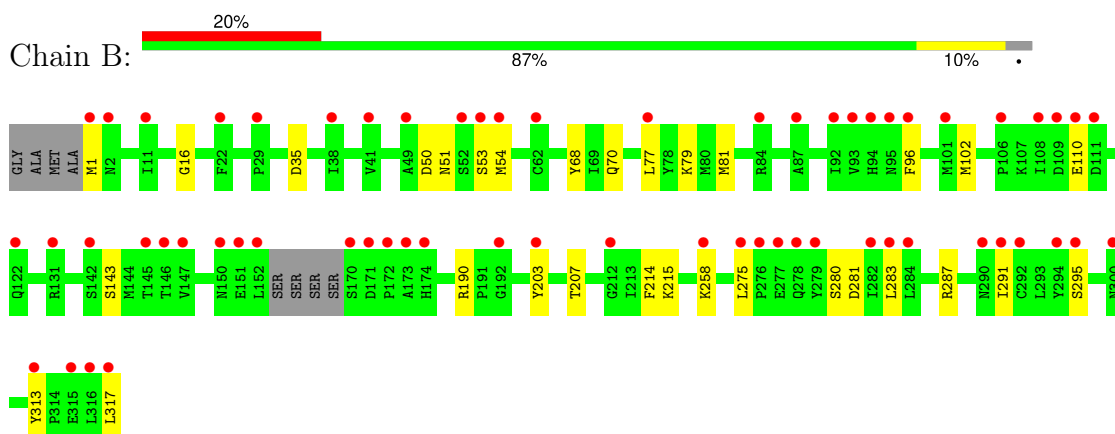 20%
Chain B:
87% 10% •
GLY ALA MET ALA M1 N2 I11 G16 F22 P29 D35 I38 V41 A49 D50 N51 S52 S53 M54 C62 Y68 I69 Q70 L77 Y78 K79 M80 M81 R84 A87 I92 V93 H94 N95 F96 M101 M102 P106 K107 I108 D109 E110 D111
Q122 R131 S142 S143 M144 T145 T146 V147 N150 E151 L152 SER SER SER SER S170 D171 P172 A173 H174 R190 P191 G192 Y203 T207 G212 I213 F214 K215 K258 L275 P276 E277 Q278 Y279 S280 D281 I282 L283 L284 R287 N290 I291 C292 L293 Y294 S295 N300
Y313 P314 E315 L316 L317